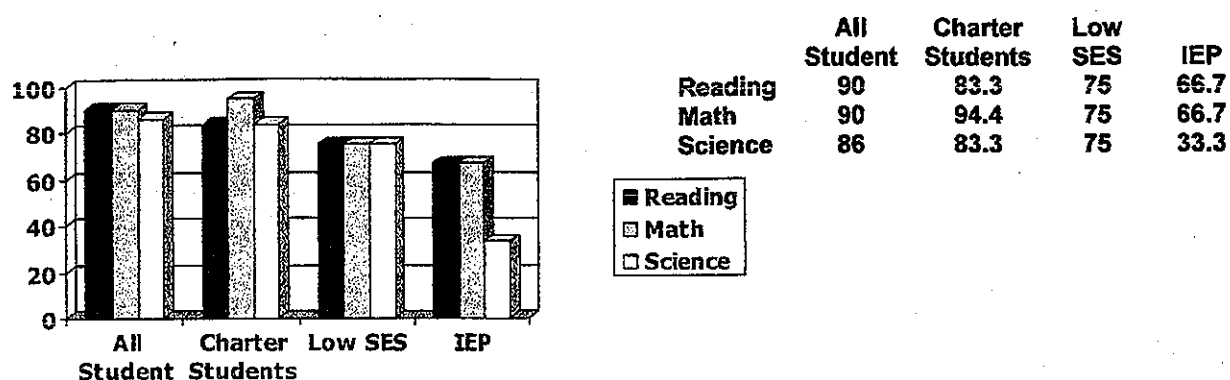 100
80
60
40
20
0
All Student
Charter Students
Low SES
IEP
All Student Charter Students Low SES IEP
Reading 90 83.3 75 66.7
Math 90 94.4 75 66.7
Science 86 83.3 75 33.3
Reading
Math
Science